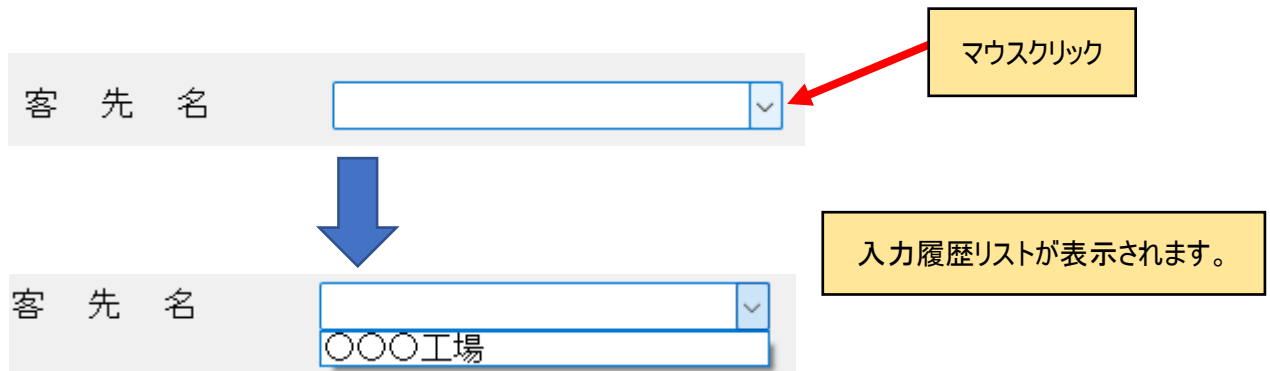 マウスクリック
客 先 名
入力履歴リストが表示されます。
客 先 名
〇〇〇工場